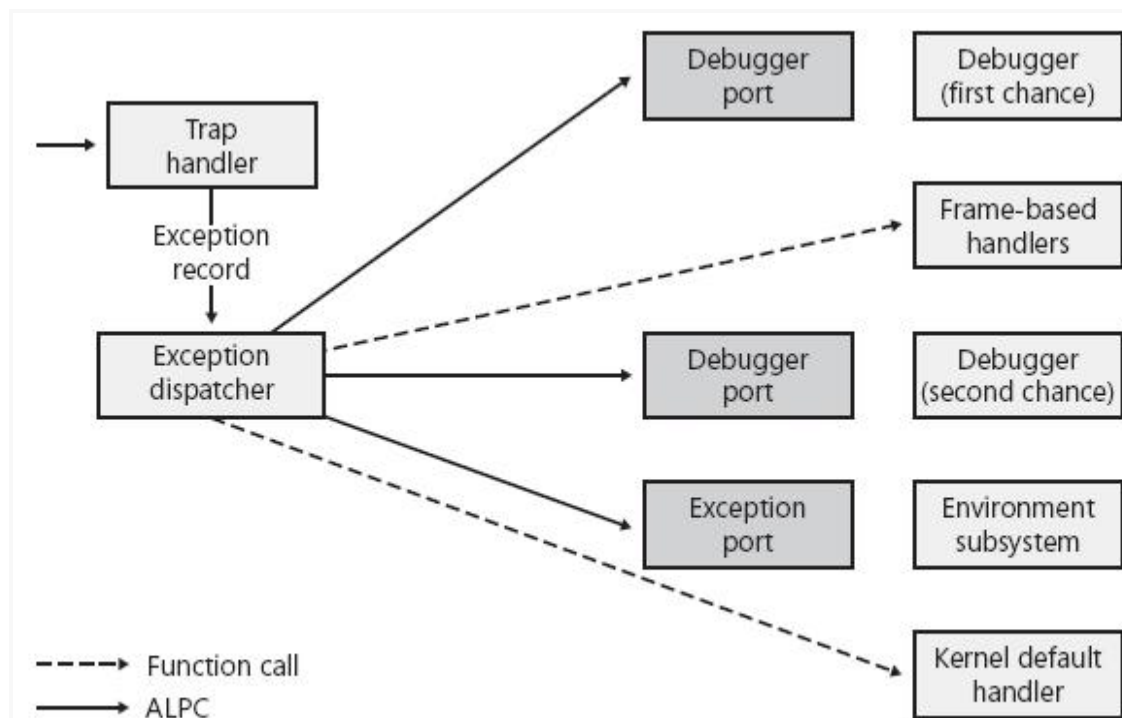 Debugger
port
Debugger
(first chance)
Trap
handler
Exception
record
Frame-based
handlers
Exception
dispatcher
Debugger
port
Debugger
(second chance)
Exception
port
Environment
subsystem
Kernel default
handler
Function call
ALPC